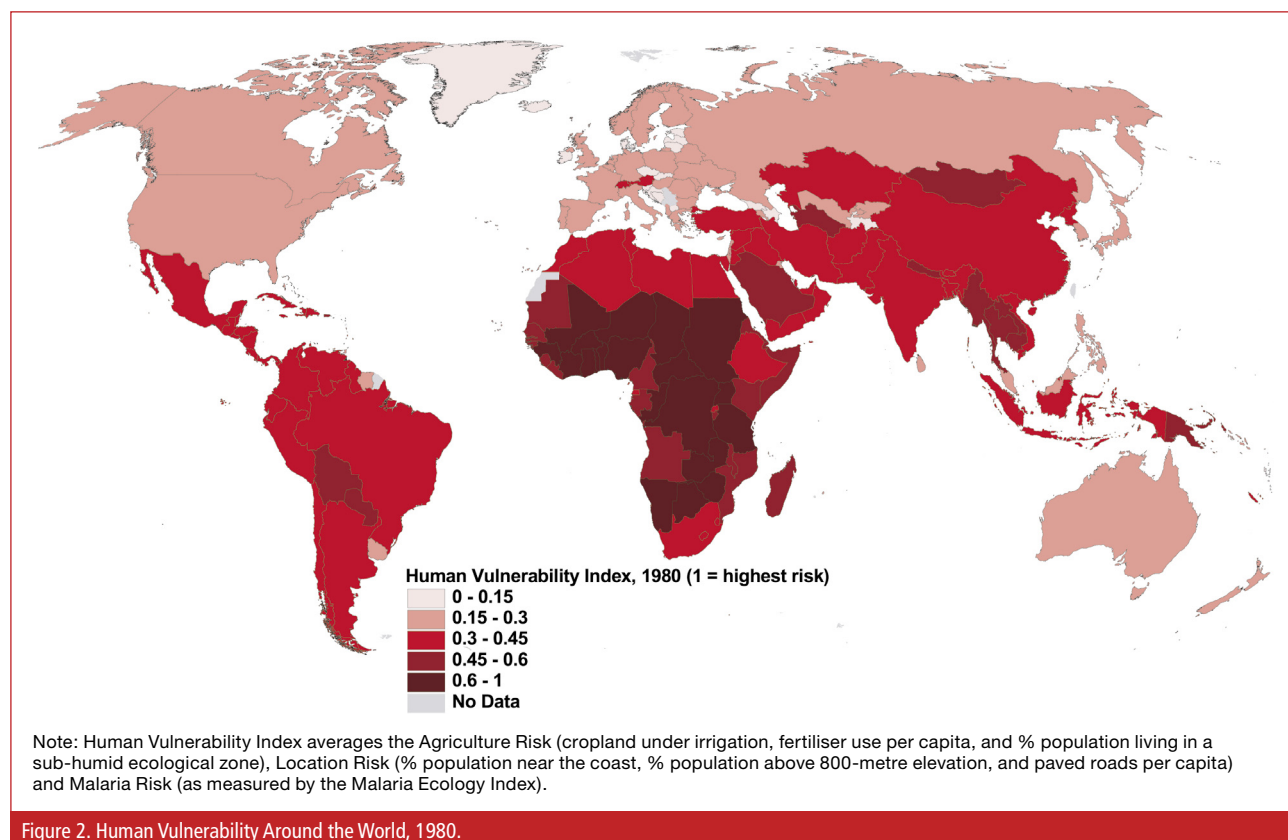 Human Vulnerability Index, 1980 (1 = highest risk)
0 - 0.15
0.15 - 0.3
0.3 - 0.45
0.45 - 0.6
0.6 - 1
No Data
Note: Human Vulnerability Index averages the Agriculture Risk (cropland under irrigation, fertiliser use per capita, and % population living in a
sub-humid ecological zone), Location Risk (% population near the coast, % population above 800-metre elevation, and paved roads per capita)
and Malaria Risk (as measured by the Malaria Ecology Index).
Figure 2. Human Vulnerability Around the World, 1980.